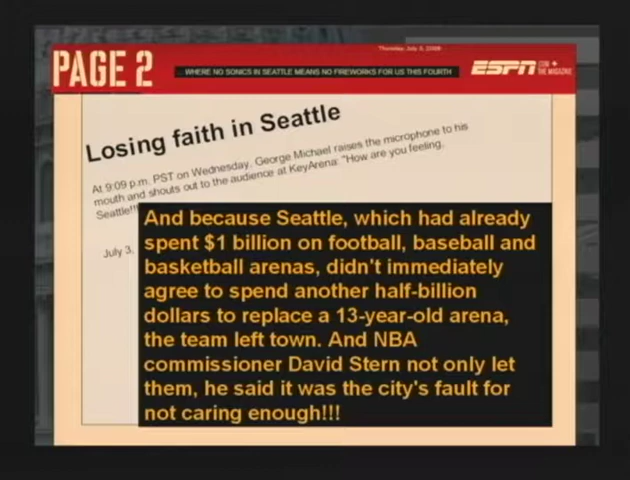 Thursday, July 3, 2008
PAGE 2
WHERE NO SONICS IN SEATTLE MEANS NO FIREWORKS FOR US THIS FOURTH
ESPN .COM +
THE MAGAZINE
Losing faith in Seattle
At 9:09 p.m. PST on Wednesday, George Michael raises the microphone to his
mouth and shouts out to the audience at KeyArena: "How are you feeling,
Seattle!!!
July 3,
And because Seattle, which had already
spent $1 billion on football, baseball and
basketball arenas, didn't immediately
agree to spend another half-billion
dollars to replace a 13-year-old arena,
the team left town. And NBA
commissioner David Stern not only let
them, he said it was the city's fault for
not caring enough!!!